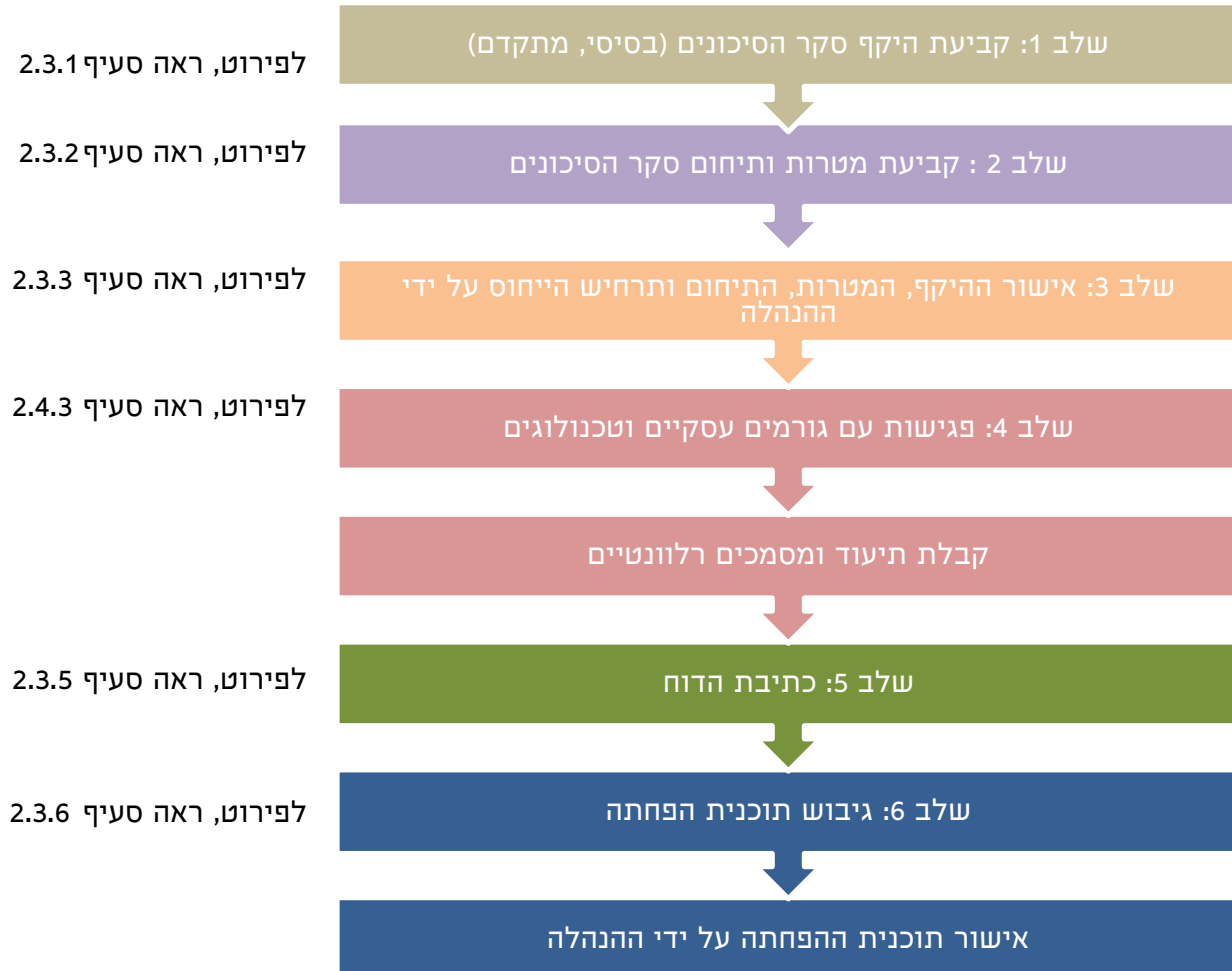 שלב 1: קביעת היקף סקר הסיכונים (בסיסי, מתקדם)
לפירוט, ראה סעיף 2.3.1
שלב 2 : קביעת מטרות ותיחום סקר הסיכונים
לפירוט, ראה סעיף 2.3.2
שלב 3: אישור ההיקף, המטרות, התיחום ותרחיש הייחוס על ידי
ההנהלה
לפירוט, ראה סעיף 2.3.3
שלב 4: פגישות עם גורמים עסקיים וטכנולוגים
לפירוט, ראה סעיף 2.4.3
קבלת תיעוד ומסמכים רלוונטיים
שלב 5: כתיבת הדוח
לפירוט, ראה סעיף 2.3.5
שלב 6: גיבוש תוכנית הפחתה
לפירוט, ראה סעיף 2.3.6
אישור תוכנית ההפחתה על ידי ההנהלה